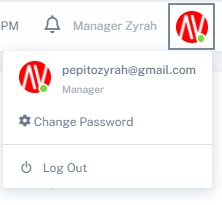 PM Manager Zyrah
pepitozyrah@gmail.com
Manager
Change Password
Log Out